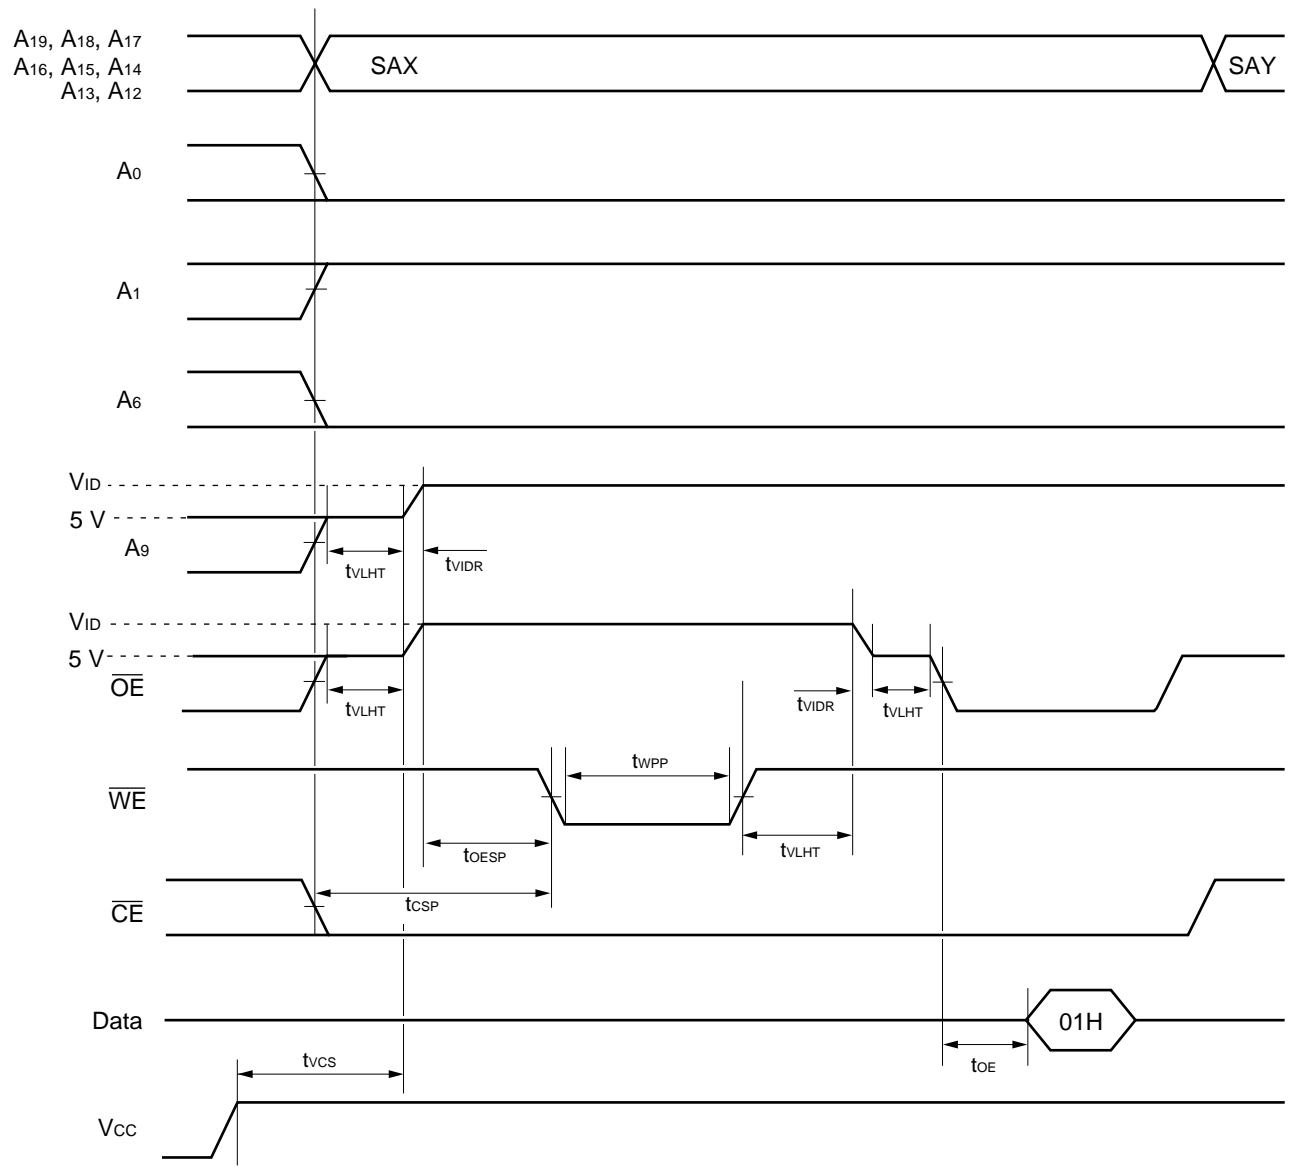 A19, A18, A17
A16, A15, A14
A13, A12
SAX
SAY
A0
A1
A6
VID
5 V
A9
tVLHT
tVIDR
VID
5 V
OE
tVLHT
tVIDR
tVLHT
WE
tWPP
tOESP
tVLHT
CE
tCSP
Data
01H
tOE
tVCS
VCC